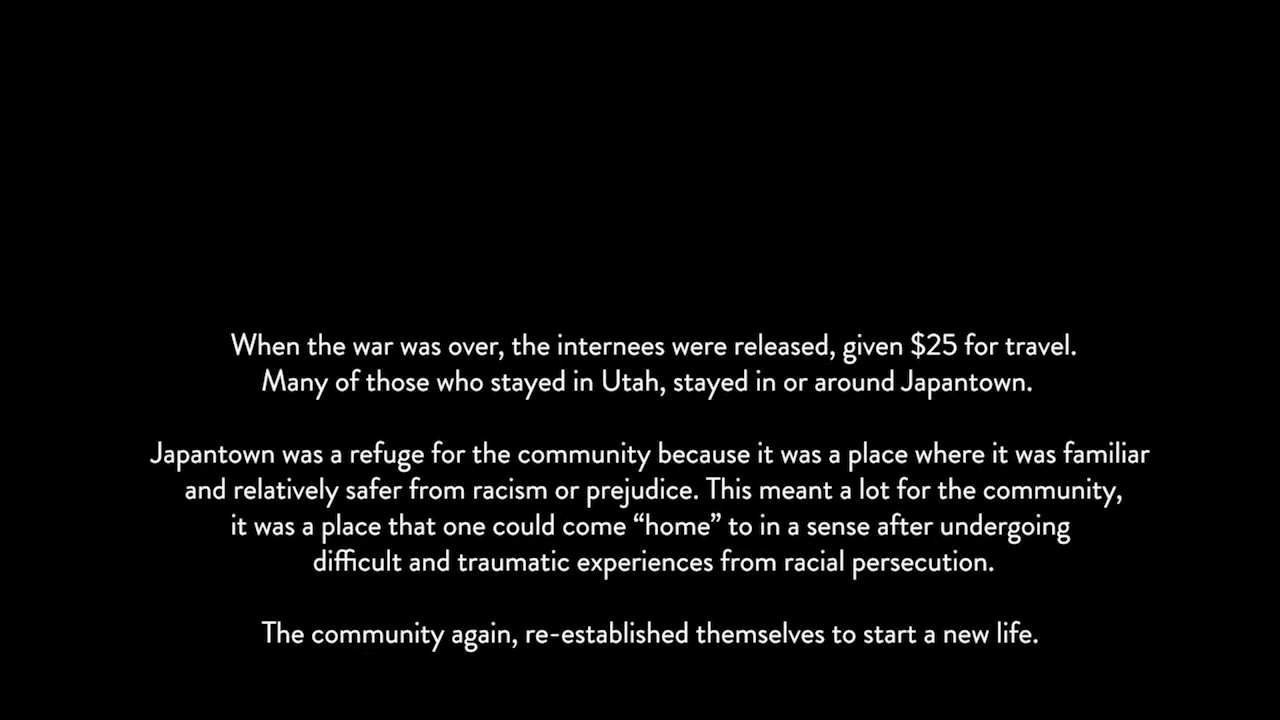 When the war was over, the internees were released, given $25 for travel.
Many of those who stayed in Utah, stayed in or around Japantown.
Japantown was a refuge for the community because it was a place where it was familiar
and relatively safer from racism or prejudice. This meant a lot for the community,
it was a place that one could come “home” to in a sense after undergoing
difficult and traumatic experiences from racial persecution.
The community again, re-established themselves to start a new life.